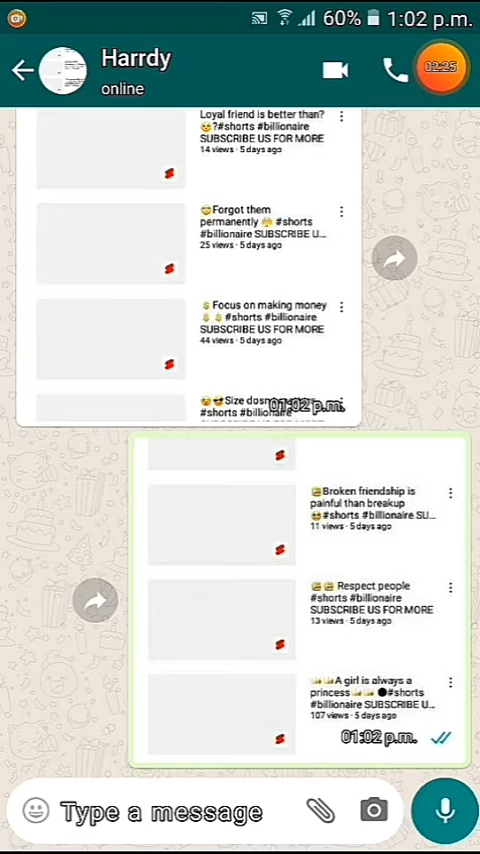 60% 1:02 p.m.
Harrdy
02:25
online
Loyal friend is better than?
?#shorts #billionaire
SUBSCRIBE US FOR MORE
14 views · 5 days ago
Forgot them
permanently #shorts
#billionaire SUBSCRIBE U...
25 views · 5 days ago
Focus on making money
#shorts #billionaire
SUBSCRIBE US FOR MORE
44 views · 5 days ago
Size
#shorts #billionaire
01:02 p.m.
Broken friendship is
painful than breakup
#shorts #billionaire SU...
11 views · 5 days ago
Respect people
#shorts #billionaire
SUBSCRIBE US FOR MORE
13 views · 5 days ago
A girl is always a
princess #shorts
#billionaire SUBSCRIBE U...
107 views · 5 days ago
01:02 p.m.
Type a message